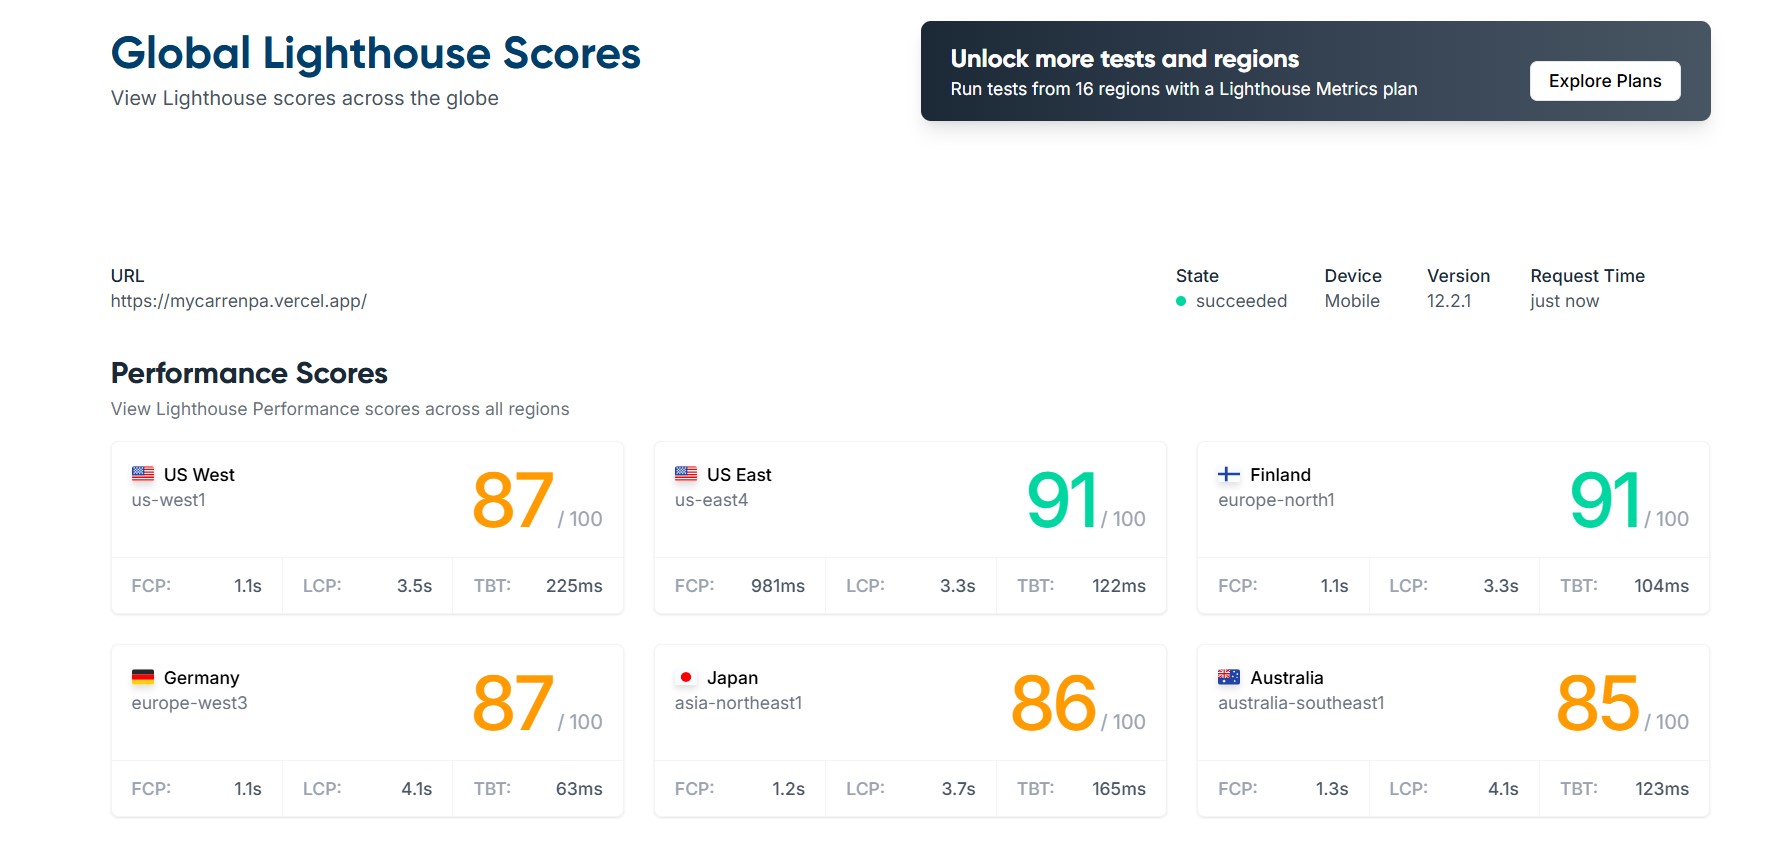 Global Lighthouse Scores
View Lighthouse scores across the globe
Unlock more tests and regions
Run tests from 16 regions with a Lighthouse Metrics plan
Explore Plans
URL
https://mycarrenpa.vercel.app/
State
succeeded
Device
Mobile
Version
12.2.1
Request Time
just now
Performance Scores
View Lighthouse Performance scores across all regions
US West
us-west1
87 / 100
FCP: 1.1s LCP: 3.5s TBT: 225ms
US East
us-east4
91 / 100
FCP: 981ms LCP: 3.3s TBT: 122ms
Finland
europe-north1
91 / 100
FCP: 1.1s LCP: 3.3s TBT: 104ms
Germany
europe-west3
87 / 100
FCP: 1.1s LCP: 4.1s TBT: 63ms
Japan
asia-northeast1
86 / 100
FCP: 1.2s LCP: 3.7s TBT: 165ms
Australia
australia-southeast1
85 / 100
FCP: 1.3s LCP: 4.1s TBT: 123ms